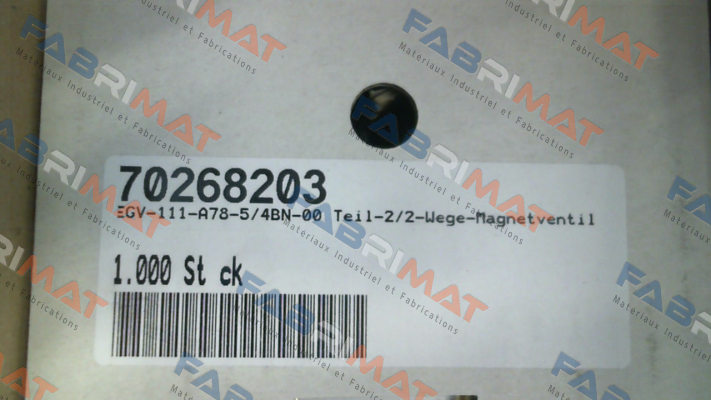 70268203
EGV-111-A78-5/4BN-00 Teil-2/2-Wege-Magnetventil
1.000 St ck
FABRIMAT
Matériaux Industriel et Fabrications